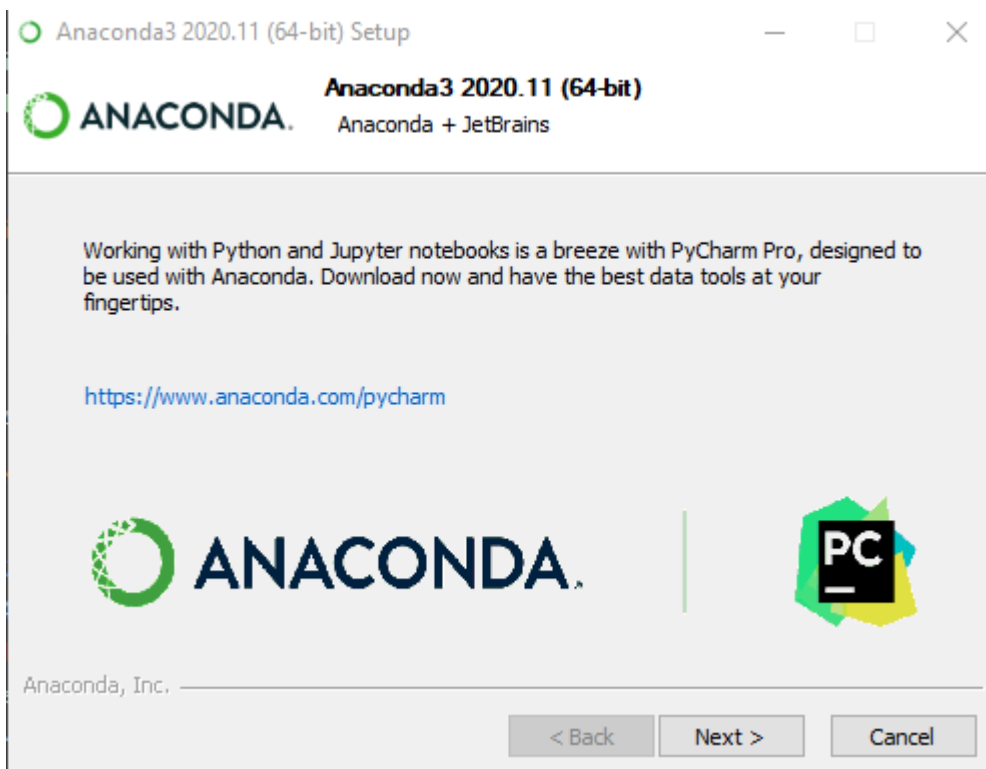 Anaconda3 2020.11 (64-bit) Setup
Anaconda3 2020.11 (64-bit)
ANACONDA.
Anaconda + JetBrains
Working with Python and Jupyter notebooks is a breeze with PyCharm Pro, designed to
be used with Anaconda. Download now and have the best data tools at your
fingertips.
https://www.anaconda.com/pycharm
ANACONDA.
PC
Anaconda, Inc.
< Back
Next >
Cancel